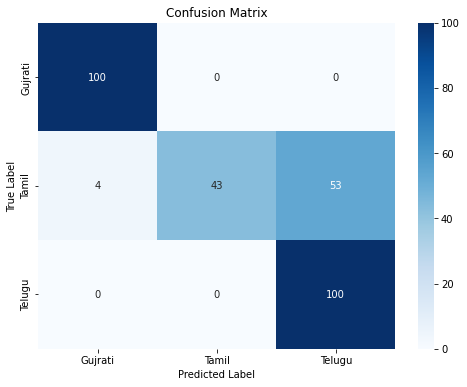 Confusion Matrix
Gujrati
100
0
0
True Label
Tamil
4
43
53
Telugu
0
0
100
Gujrati
Tamil
Telugu
Predicted Label
100
80
60
40
20
0